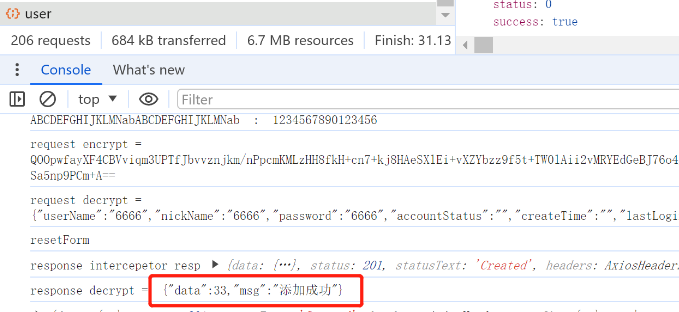 user
status: 0
success: true
206 requests 684 kB transferred 6.7 MB resources Finish: 31.13
Console What's new
top Filter
ABCDEFGHIJKLMNabABCDEFGHIJKLMNab : 1234567890123456
request encrypt =
QOOpwfayXF4CBVviqm3UPTfJbvvznjkm/nPpcmKMLzHH8fkH+cn7+kj8HAeSXlEi+vXZYbzz9f5t+TW0lAii2vMRYEdGeBJ76o4
Sa5np9PCm+A==
request decrypt =
{"userName":"6666","nickName":"6666","password":"6666","accountStatus":"","createTime":"","lastLogi
resetForm
response intercepetor resp ▶ {data: {…}, status: 201, statusText: 'Created', headers: AxiosHeader
response decrypt = {"data":33,"msg":"添加成功"}